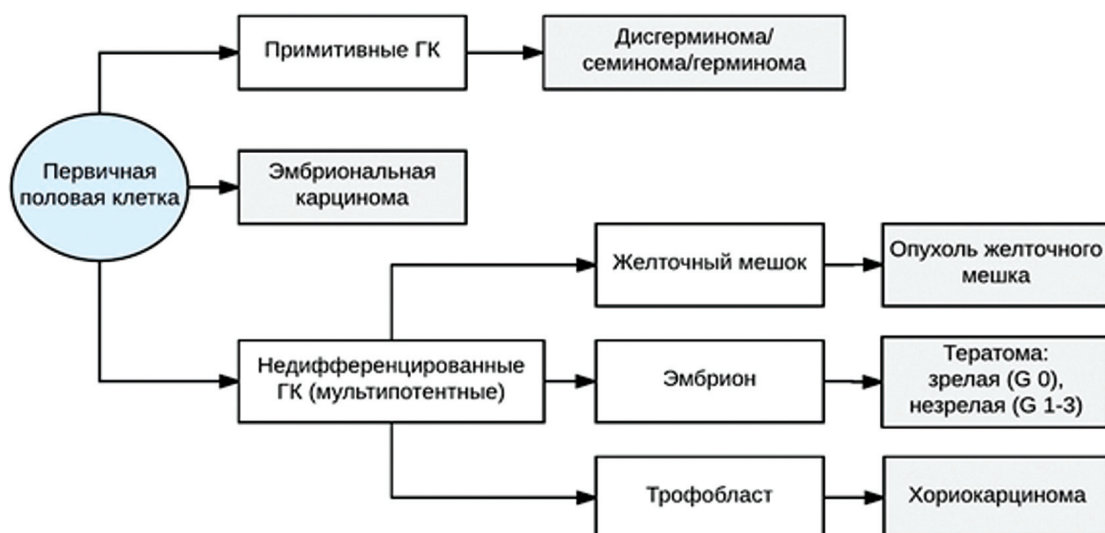 Примитивные ГК
Дисгерминома/
семинома/герминома
Первичная
половая клетка
Эмбриональная
карцинома
Желточный мешок
Опухоль желточного
мешка
Недифференцированные
ГК (мультипотентные)
Эмбрион
Тератома:
зрелая (G 0),
незрелая (G 1-3)
Трофобласт
Хориокарцинома